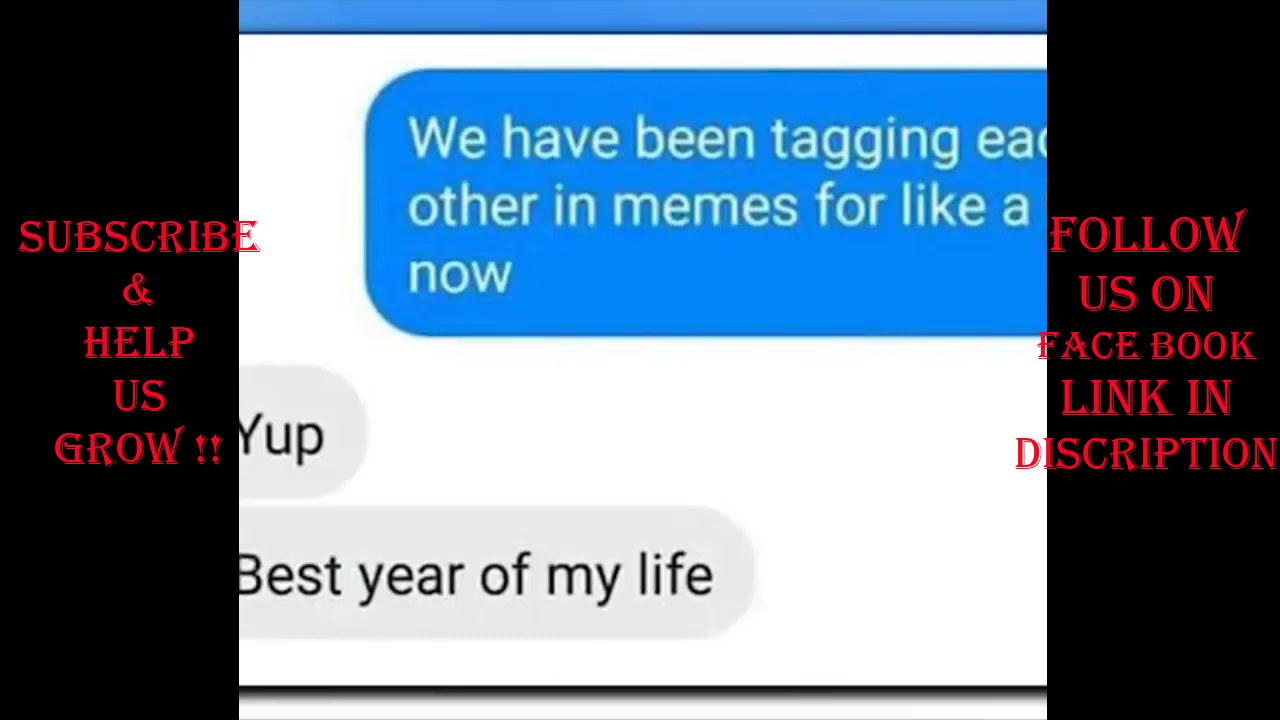 SUBSCRIBE
&
HELP
US
GROW !!
We have been tagging
other in memes for like a
now
Yup
Best year of my life
FOLLOW
US ON
FACE BOOK
LINK IN
DISCRIPTION